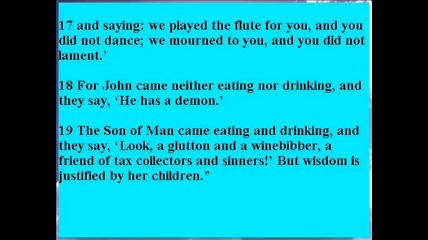 17 and saying: we played the flute for you, and you
did not dance; we mourned to you, and you did not
lament.’
18 For John came neither eating nor drinking, and
they say, ‘He has a demon.’
19 The Son of Man came eating and drinking, and
they say, ‘Look, a glutton and a winebibber, a
friend of tax collectors and sinners!’ But wisdom is
justified by her children.”